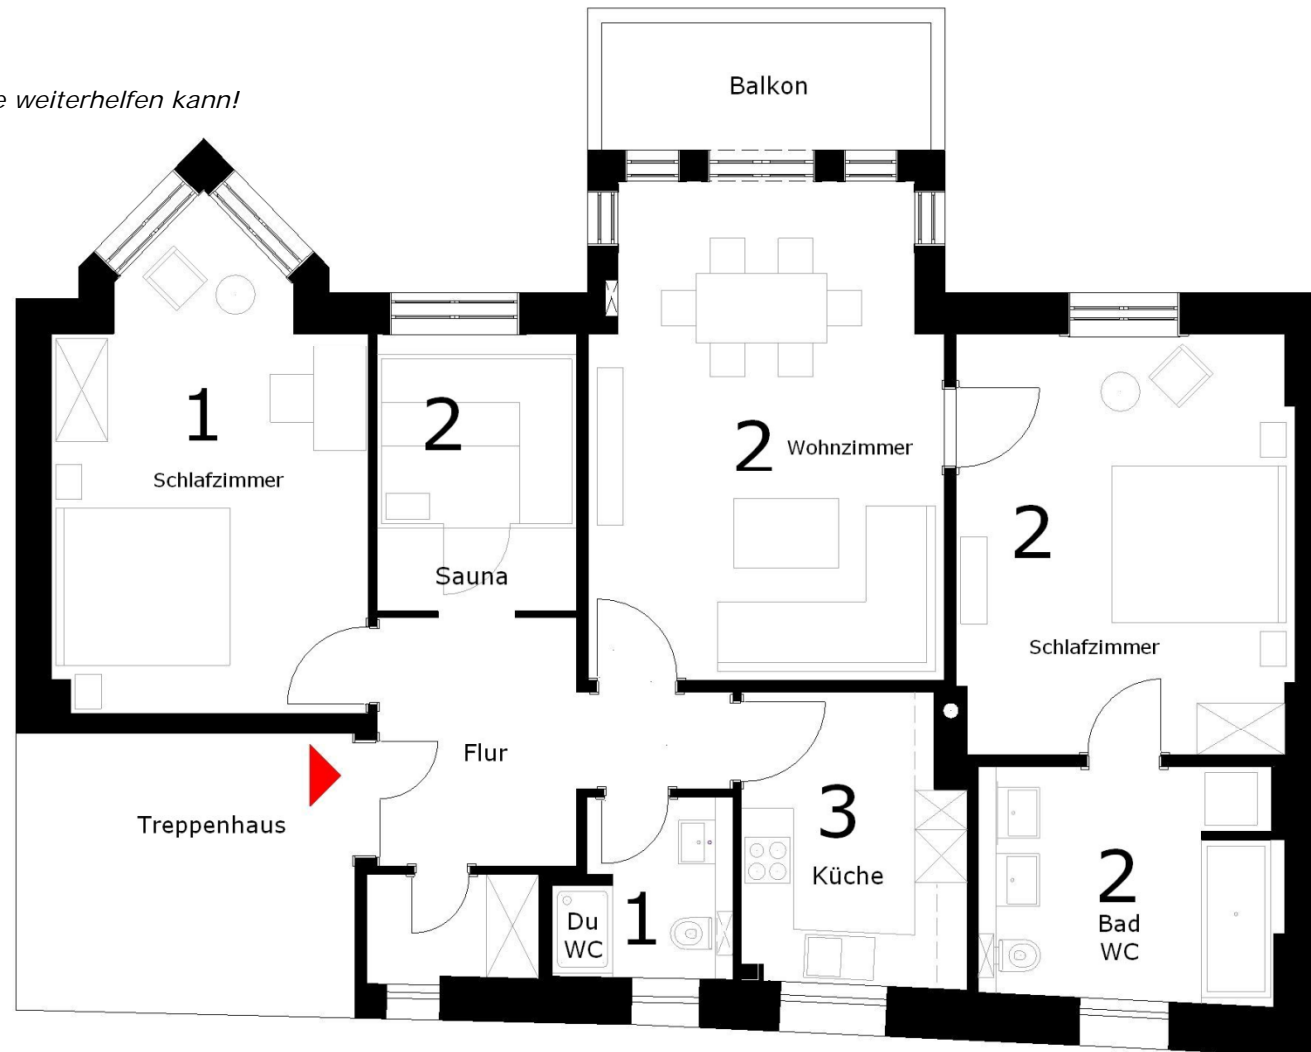 e weiterhelfen kann!
Balkon
1
Schlafzimmer
2
Sauna
2 Wohnzimmer
2
Schlafzimmer
Flur
Treppenhaus
3
Küche
Du
WC
1
2
Bad
WC